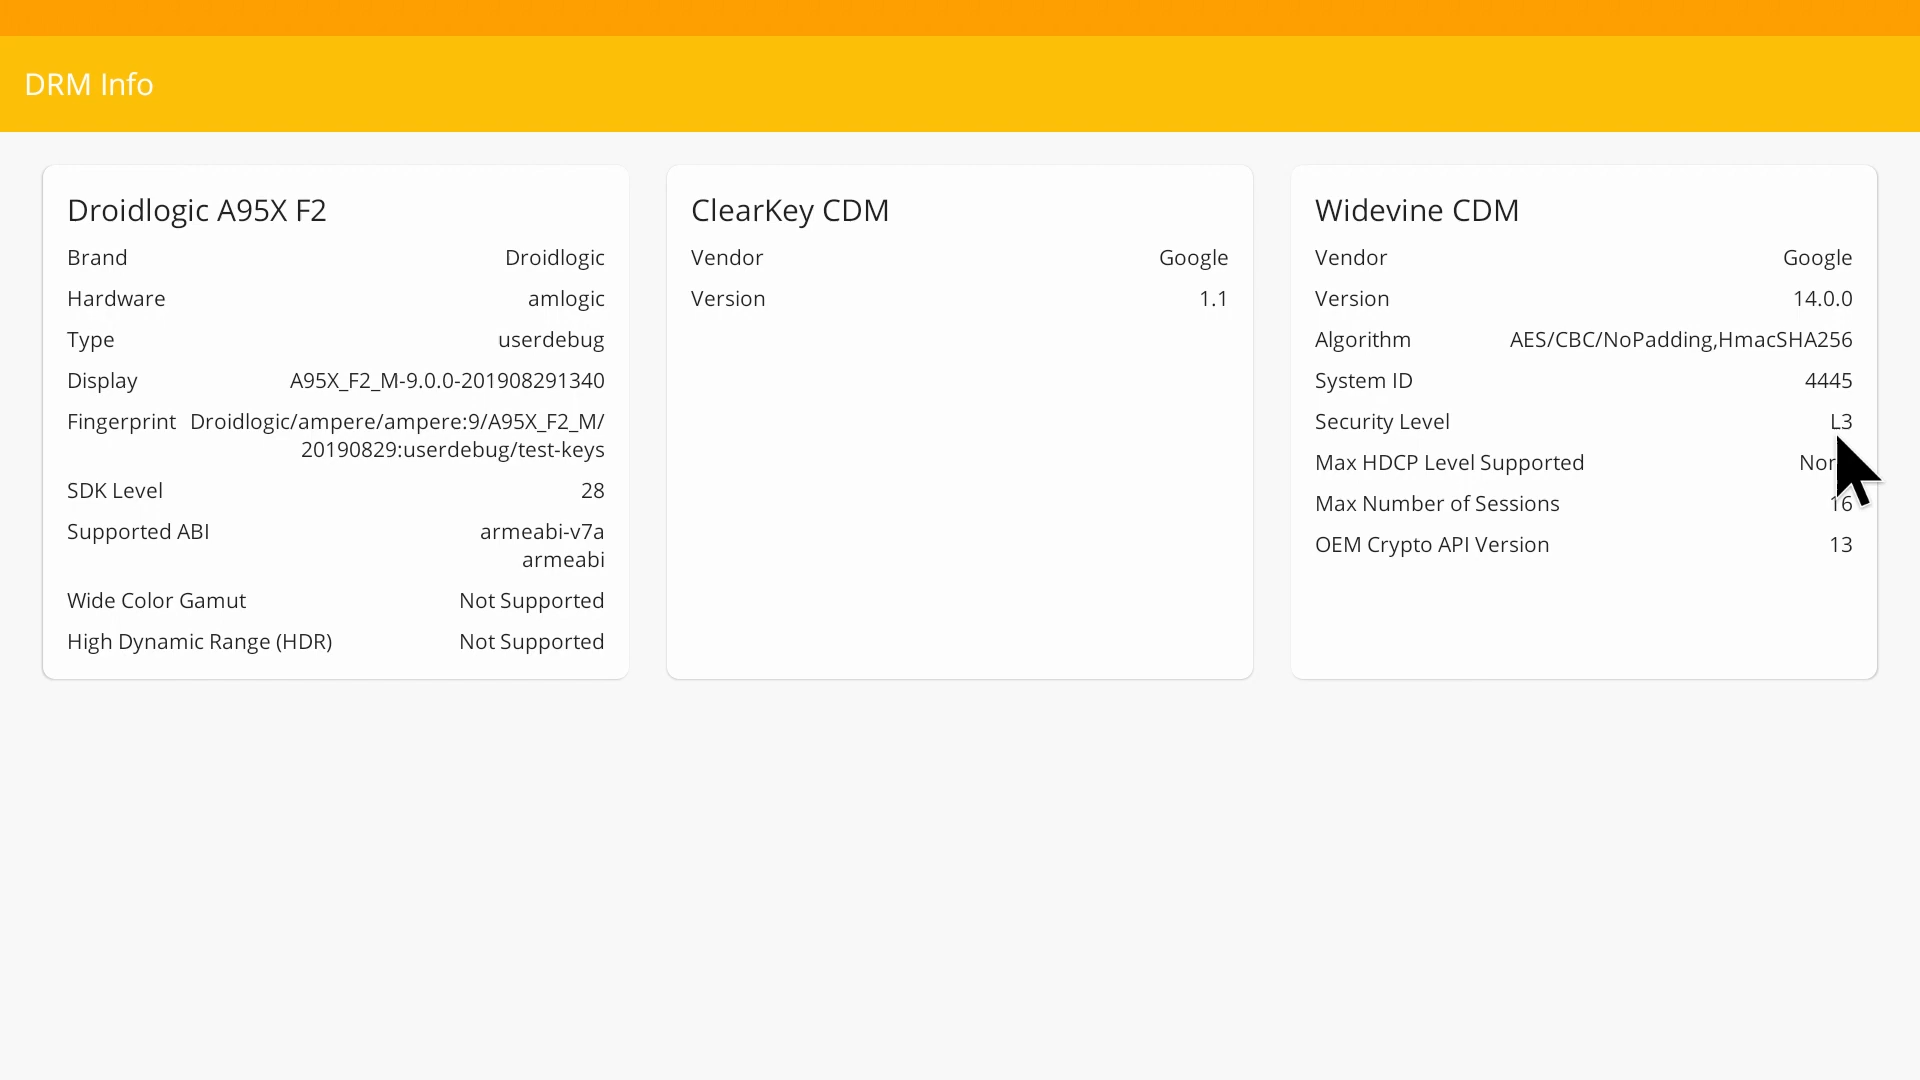 DRM Info
Droidlogic A95X F2
Brand Droidlogic
Hardware amlogic
Type userdebug
Display A95X_F2_M-9.0.0-201908291340
Fingerprint Droidlogic/ampere/ampere:9/A95X_F2_M/
20190829:userdebug/test-keys
SDK Level 28
Supported ABI armeabi-v7a
armeabi
Wide Color Gamut Not Supported
High Dynamic Range (HDR) Not Supported
ClearKey CDM
Vendor Google
Version 1.1
Widevine CDM
Vendor Google
Version 14.0.0
Algorithm AES/CBC/NoPadding,HmacSHA256
System ID 4445
Security Level L3
Max HDCP Level Supported
Max Number of Sessions 16
OEM Crypto API Version 13